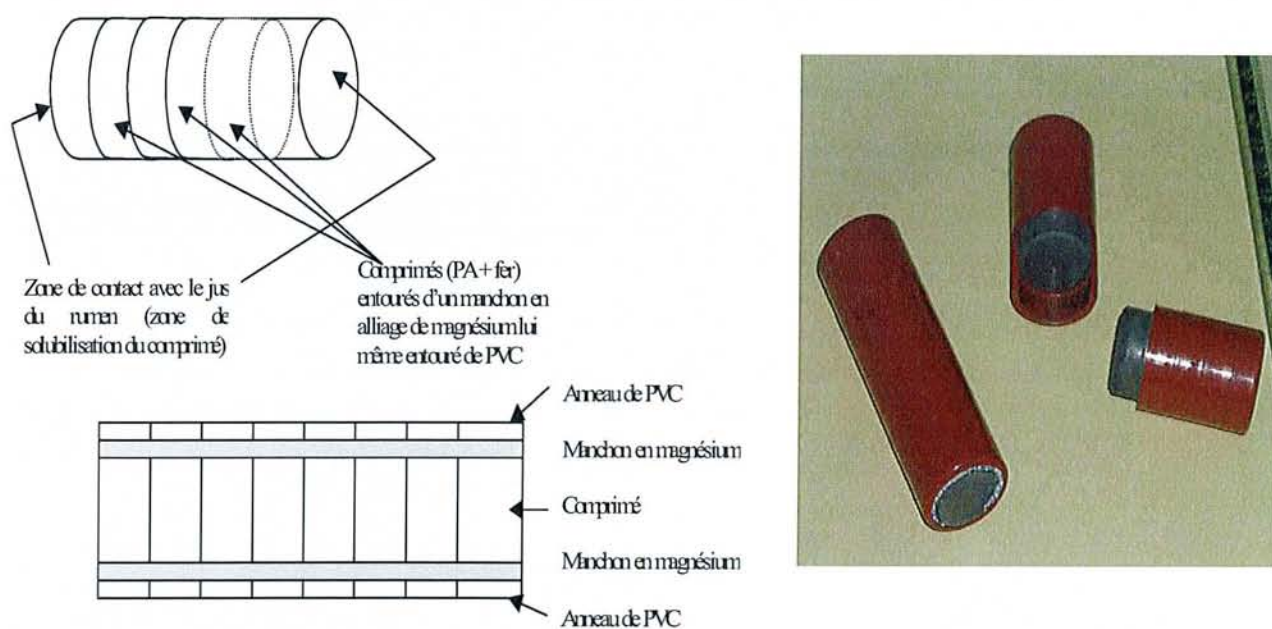 Zone de contact avec le jus
du rumen (zone de
solubilisation du comprimé)
Comprimés (PA + fer)
entourés d'un manchon en
alliage de magnésium lui
même entouré de PVC
Anneau de PVC
Manchon en magnésium
Comprimé
Manchon en magnésium
Anneau de PVC